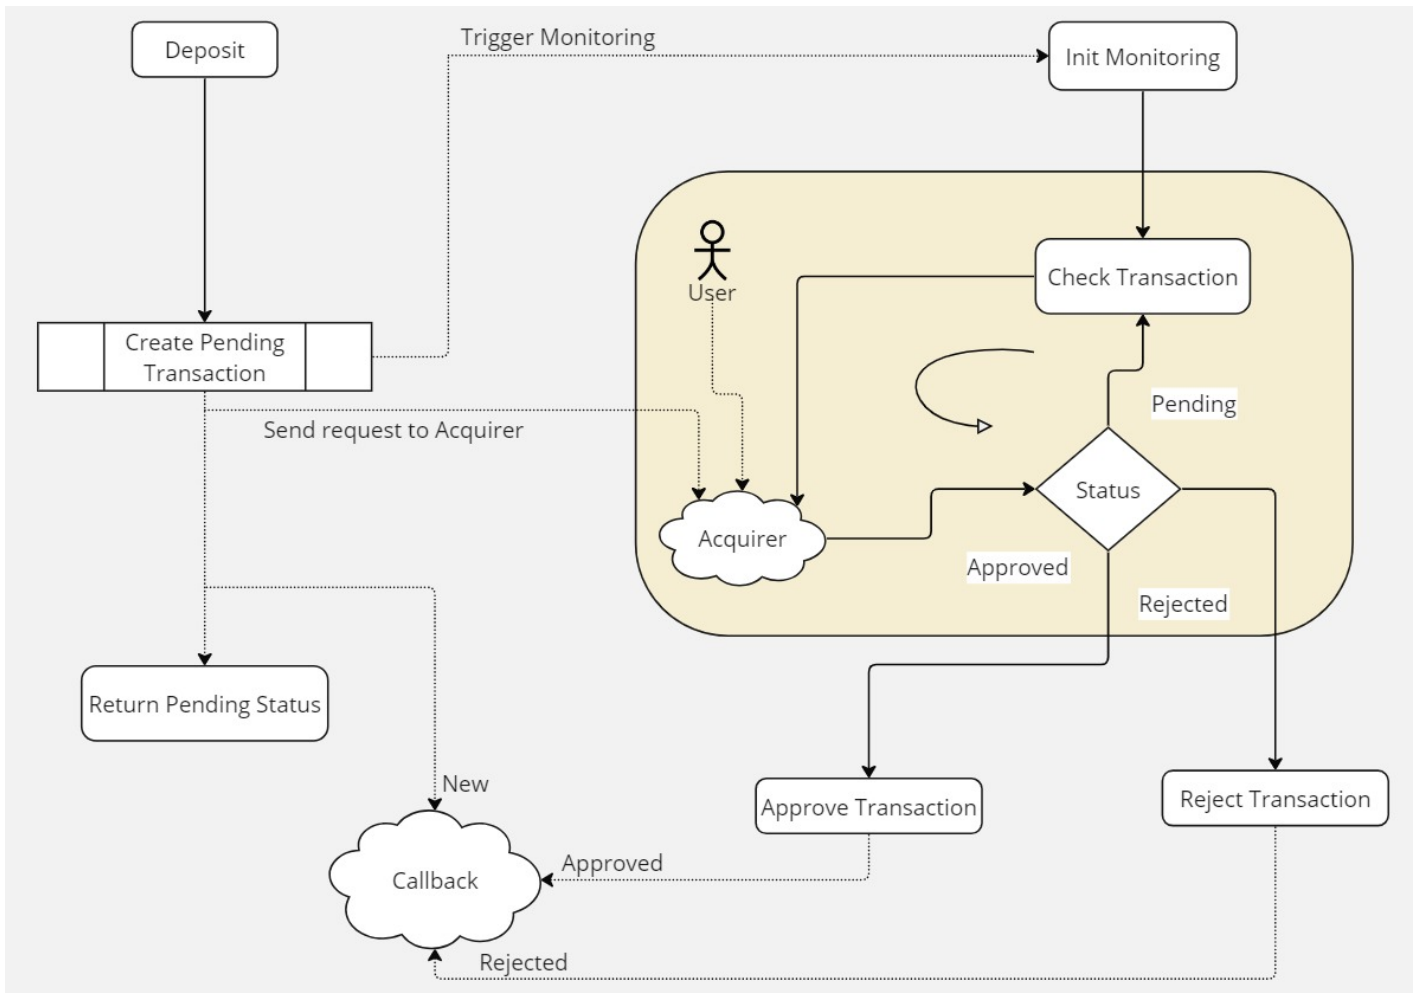 Deposit
Trigger Monitoring
Init Monitoring
User
Check Transaction
Create Pending
Transaction
Pending
Send request to Acquirer
Status
Acquirer
Approved
Rejected
Return Pending Status
New
Approve Transaction
Reject Transaction
Approved
Callback
Rejected